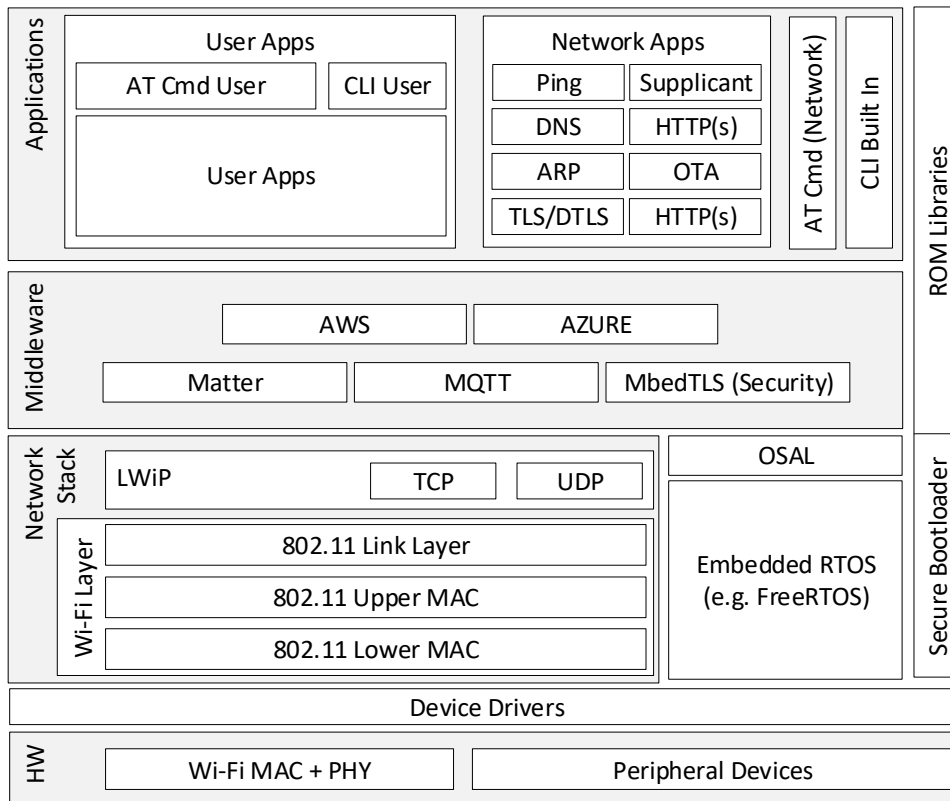 Applications
User Apps
AT Cmd User
CLI User
User Apps
Network Apps
Ping
Supplicant
DNS
HTTP(s)
ARP
OTA
TLS/DTLS
HTTP(s)
AT Cmd (Network)
CLI Built In
ROM Libraries
Middleware
AWS
AZURE
Matter
MQTT
MbedTLS (Security)
Network
Stack
LWiP
TCP
UDP
Wi-Fi Layer
802.11 Link Layer
802.11 Upper MAC
802.11 Lower MAC
OSAL
Embedded RTOS
(e.g. FreeRTOS)
Secure Bootloader
Device Drivers
HW
Wi-Fi MAC + PHY
Peripheral Devices